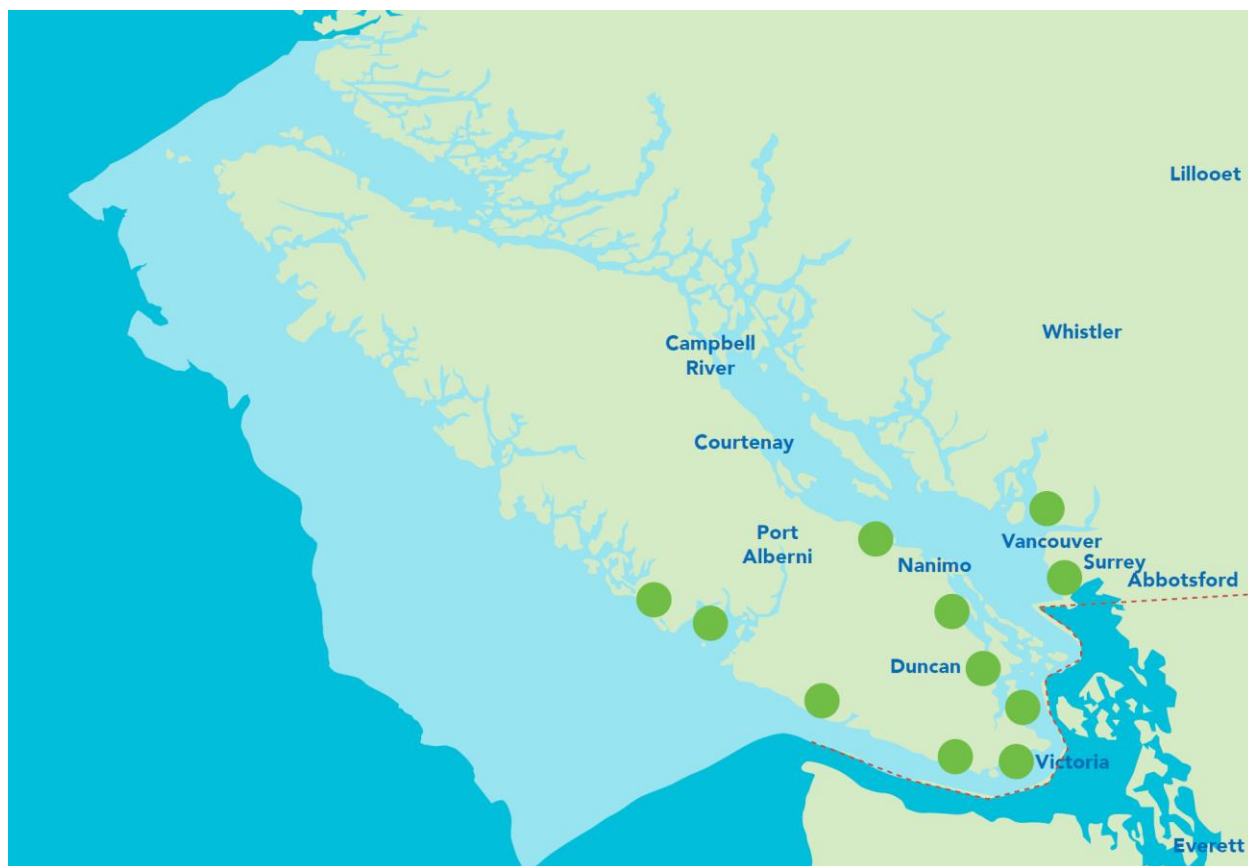 Lillooet
Whistler
Campbell
River
Courtenay
Port
Alberni
Vancouver
Surrey
Nanimo
Abbotsford
Duncan
Victoria
Everett